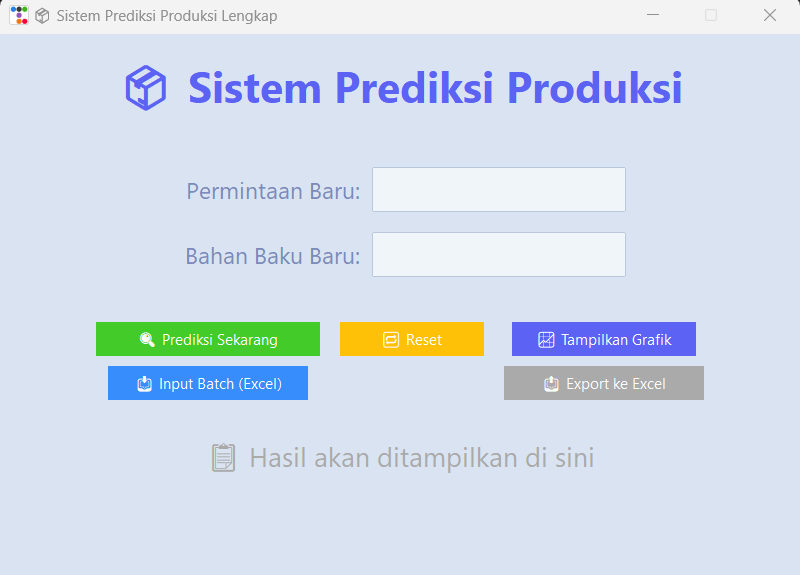 Sistem Prediksi Produksi Lengkap
Sistem Prediksi Produksi
Permintaan Baru:
Bahan Baku Baru:
Prediksi Sekarang
Reset
Tampilkan Grafik
Input Batch (Excel)
Export ke Excel
Hasil akan ditampilkan di sini